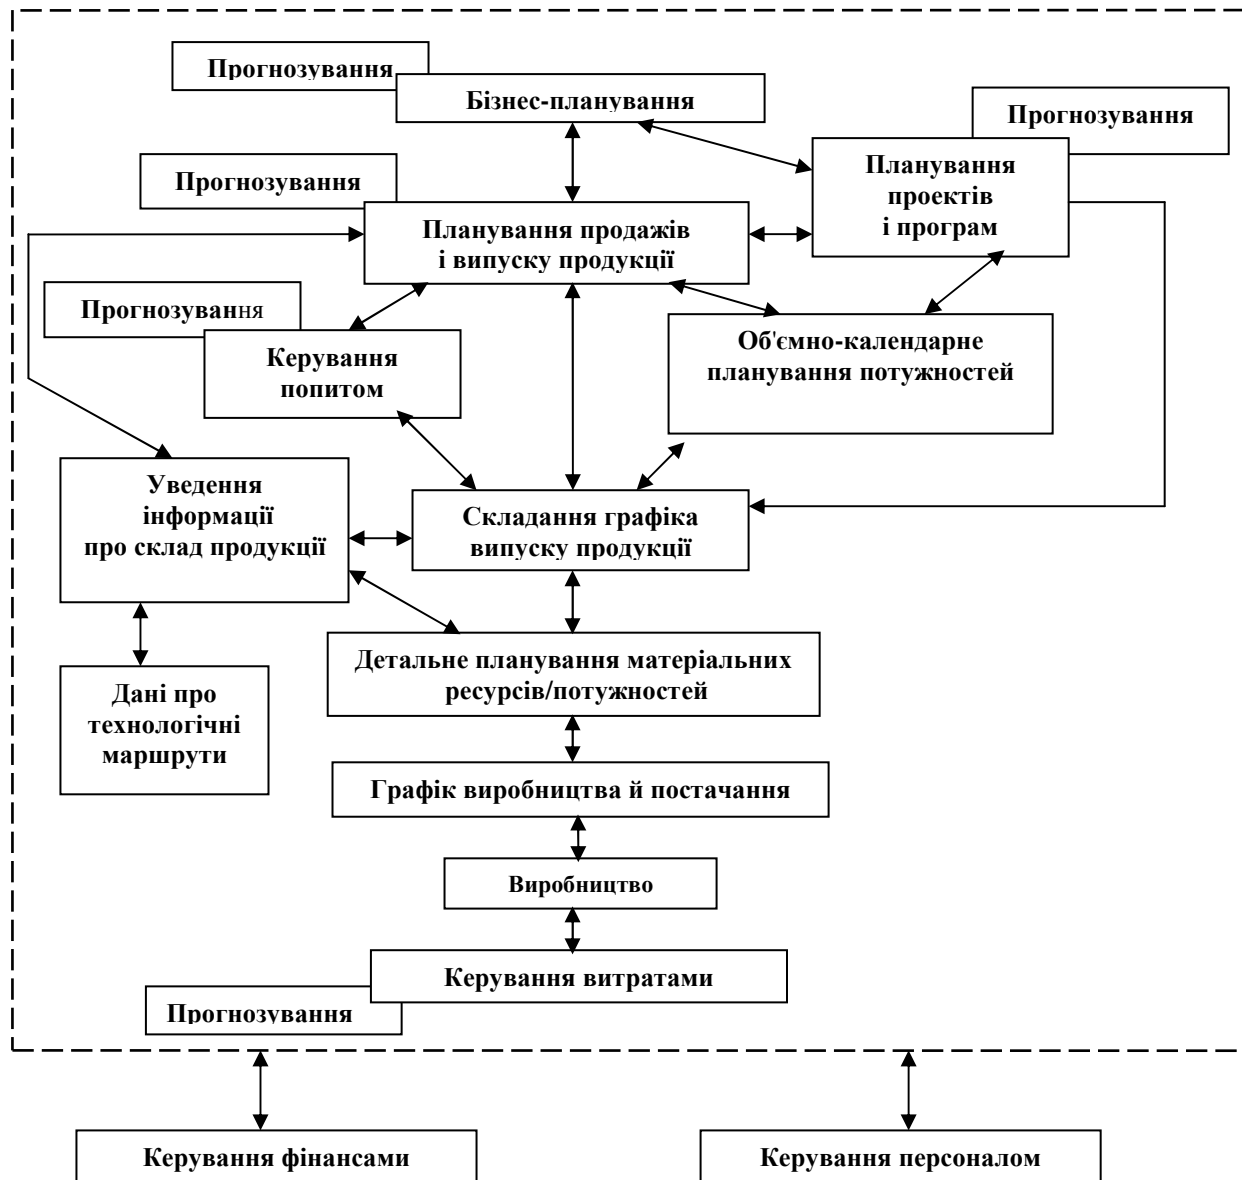 Прогнозування
Бізнес-планування
Прогнозування
Планування
проектів
і програм
Прогнозування
Планування продажів
і випуску продукції
Прогнозування
Керування
попитом
Об'ємно-календарне
планування потужностей
Уведення
інформації
про склад продукції
Складання графіка
випуску продукції
Детальне планування матеріальних
ресурсів/потужностей
Дані про
технологічні
маршрути
Графік виробництва й постачання
Виробництво
Керування витратами
Прогнозування
Керування фінансами
Керування персоналом